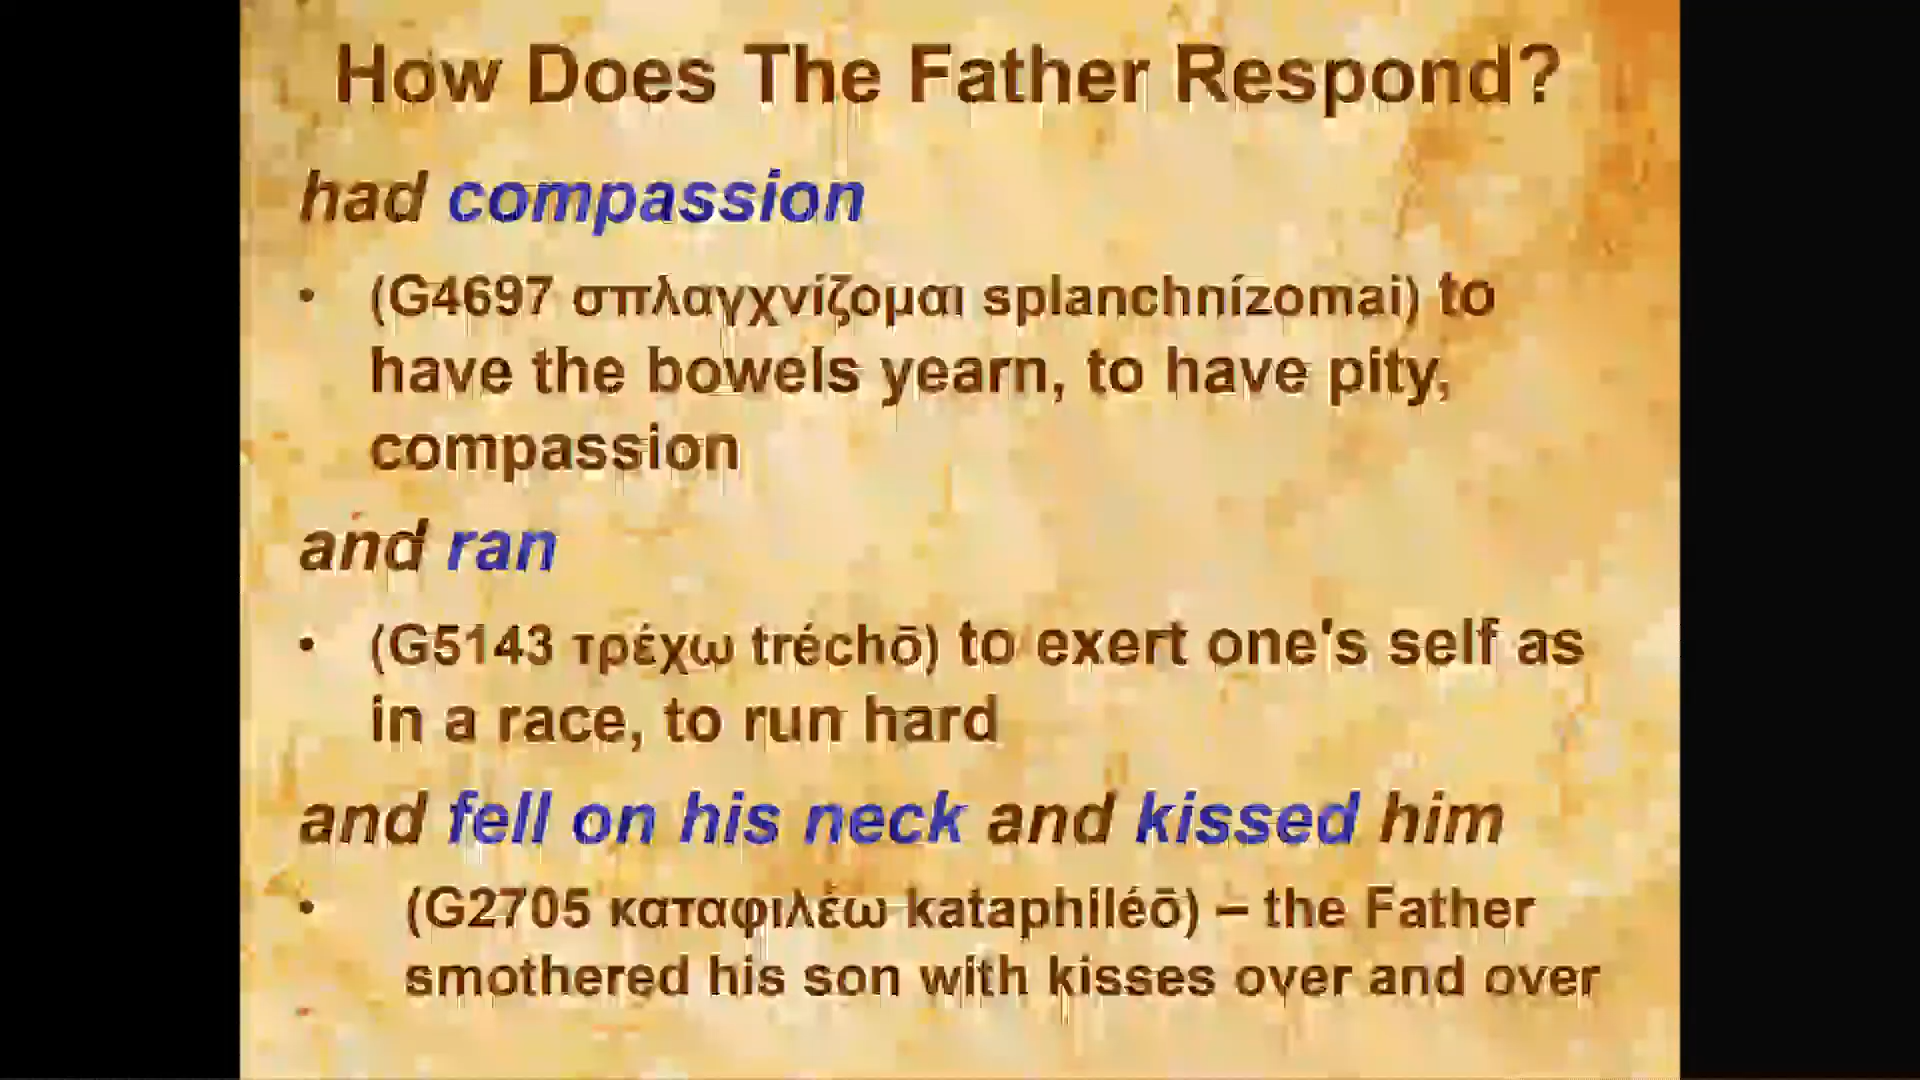 How Does The Father Respond?
had compassion
• (G4697 σπλαγχνίζομαι splanchnízomai) to
have the bowels yearn, to have pity,
compassion
and ran
• (G5143 τρέχω tréchō) to exert one's self as
in a race, to run hard
and fell on his neck and kissed him
• (G2705 καταφιλέω kataphiléō) – the Father
smothered his son with kisses over and over